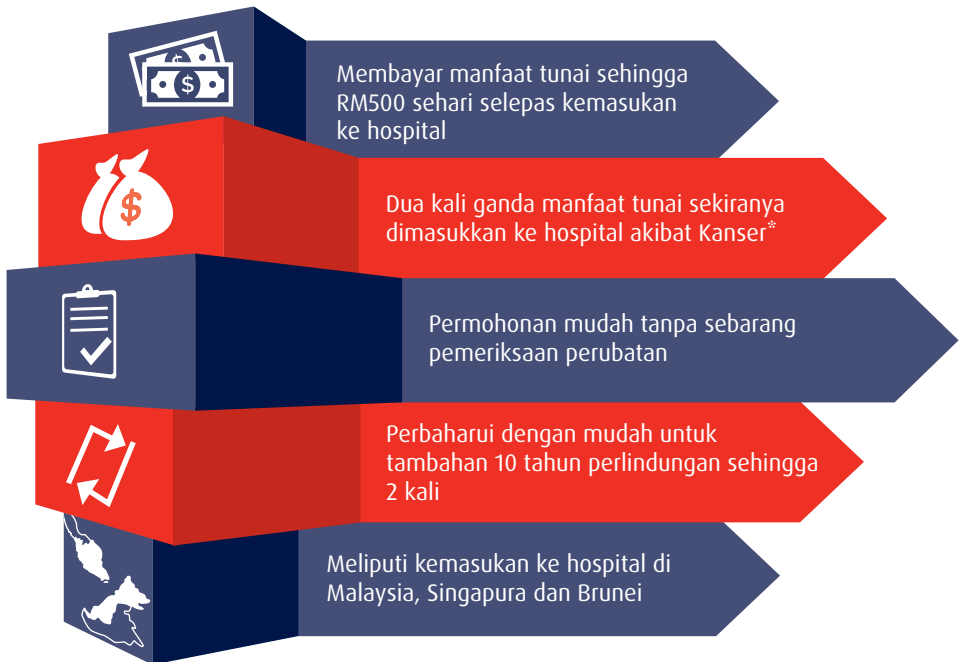 Membayar manfaat tunai sehingga
RM500 sehari selepas kemasukan
ke hospital
Dua kali ganda manfaat tunai sekiranya
dimasukkan ke hospital akibat Kanser*
Permohonan mudah tanpa sebarang
pemeriksaan perubatan
Perbaharui dengan mudah untuk
tambahan 10 tahun perlindungan sehingga
2 kali
Meliputi kemasukan ke hospital di
Malaysia, Singapura dan Brunei